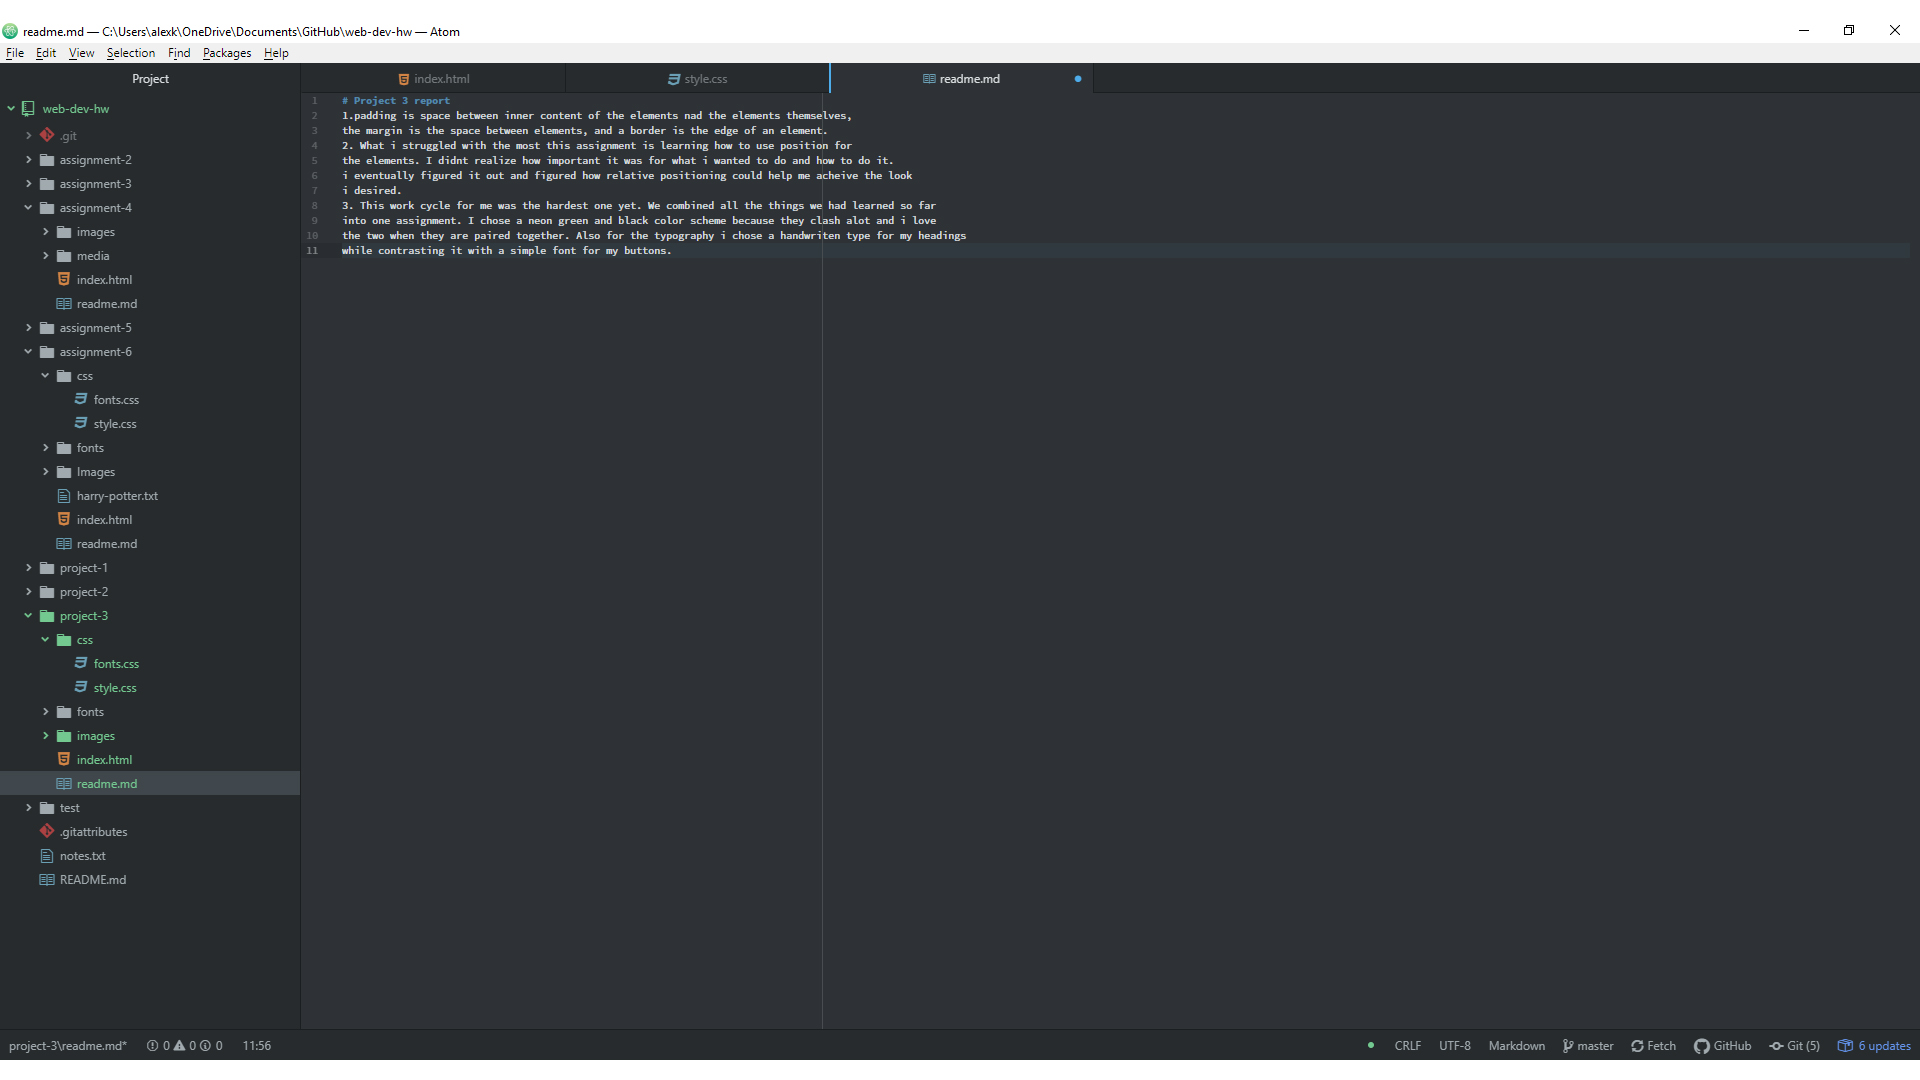 readme.md — C:\Users\alexk\OneDrive\Documents\GitHub\web-dev-hw — Atom
File Edit View Selection Find Packages Help
Project
index.html
style.css
readme.md
web-dev-hw
.git
assignment-2
assignment-3
assignment-4
images
media
index.html
readme.md
assignment-5
assignment-6
css
fonts.css
style.css
fonts
Images
harry-potter.txt
index.html
readme.md
project-1
project-2
project-3
css
fonts.css
style.css
fonts
images
index.html
readme.md
test
.gitattributes
notes.txt
README.md
1 # Project 3 report
2 1.padding is space between inner content of the elements nad the elements themselves,
3 the margin is the space between elements, and a border is the edge of an element.
4 2. What i struggled with the most this assignment is learning how to use position for
5 the elements. I didnt realize how important it was for what i wanted to do and how to do it.
6 i eventually figured it out and figured how relative positioning could help me acheive the look
7 i desired.
8 3. This work cycle for me was the hardest one yet. We combined all the things we had learned so far
9 into one assignment. I chose a neon green and black color scheme because they clash alot and i love
10 the two when they are paired together. Also for the typography i chose a handwriten type for my headings
11 while contrasting it with a simple font for my buttons.
project-3\readme.md* 0 0 0 11:56
CRLF UTF-8 Markdown master Fetch GitHub Git (5) 6 updates